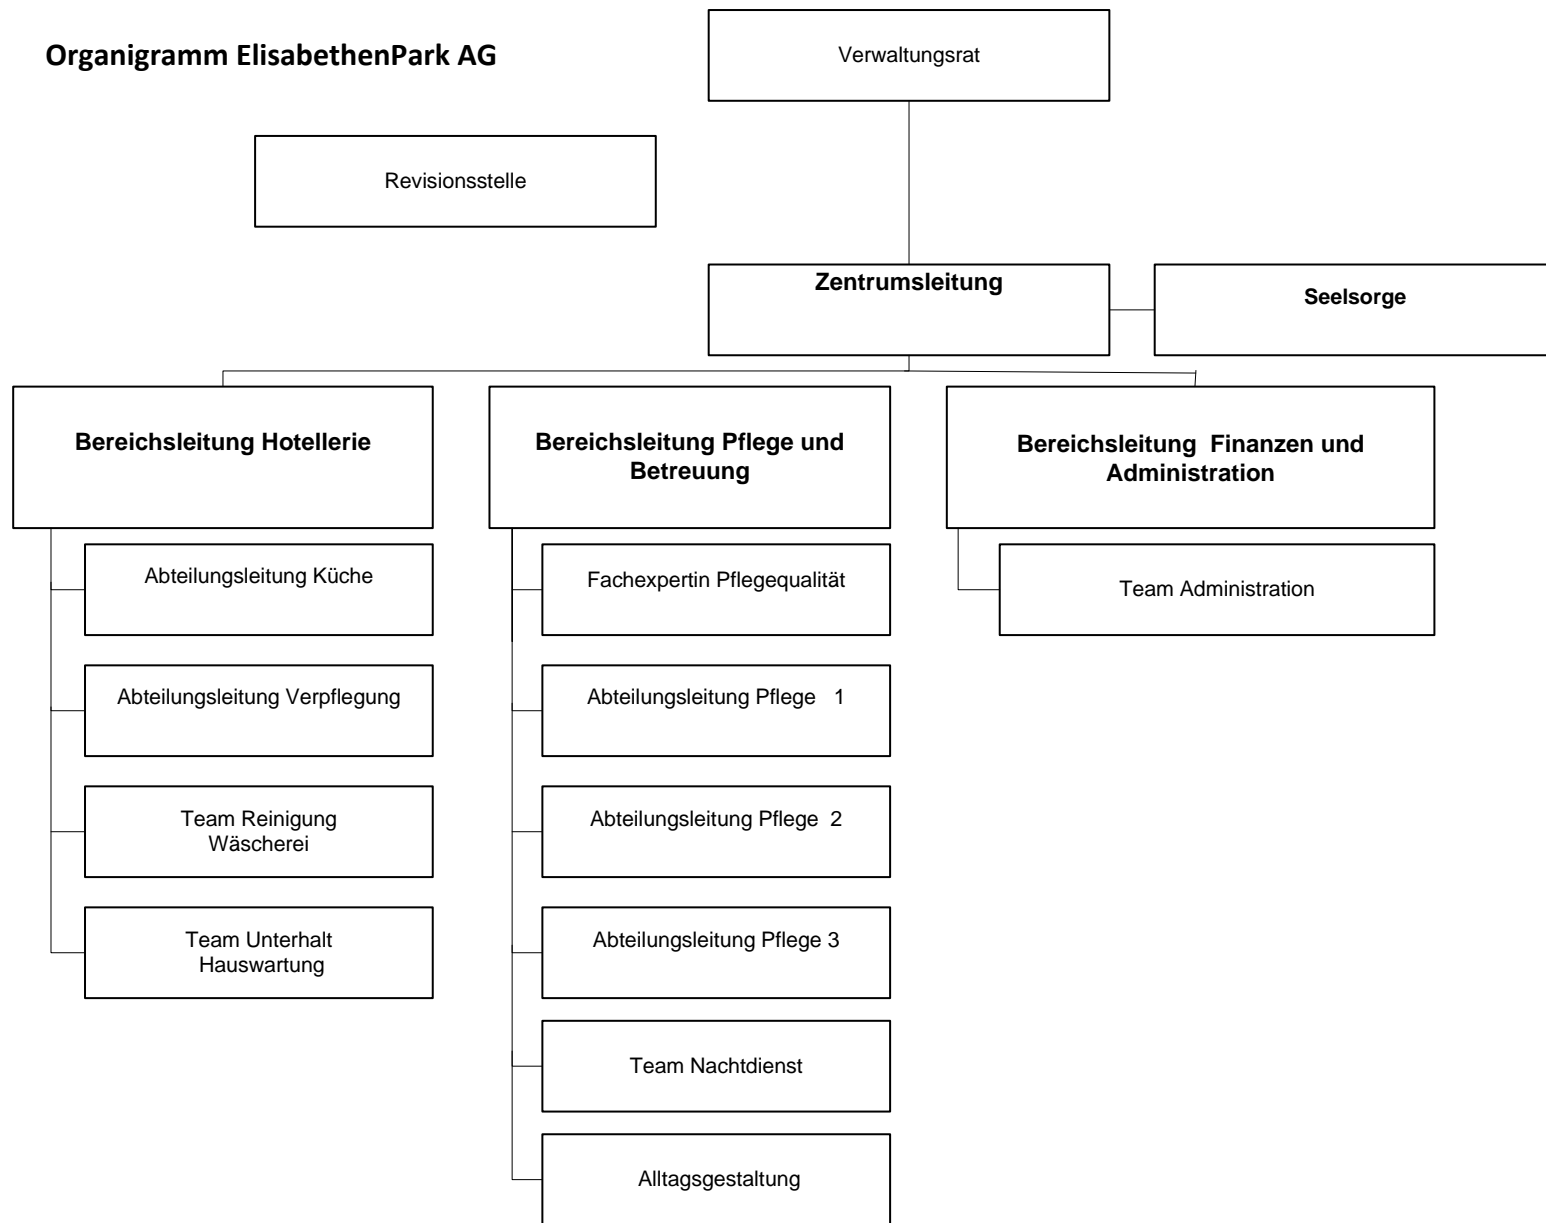 Organigramm ElisabethenPark AG
Verwaltungsrat
Revisionsstelle
Zentrumsleitung
Seelsorge
Bereichsleitung Hotellerie
Bereichsleitung Pflege und
Betreuung
Bereichsleitung  Finanzen und
Administration
Abteilungsleitung Küche
Abteilungsleitung Verpflegung
Team Reinigung
Wäscherei
Team Unterhalt
Hauswartung
Fachexpertin Pflegequalität
Abteilungsleitung Pflege   1
Abteilungsleitung Pflege  2
Abteilungsleitung Pflege 3
Team Nachtdienst
Alltagsgestaltung
Team Administration